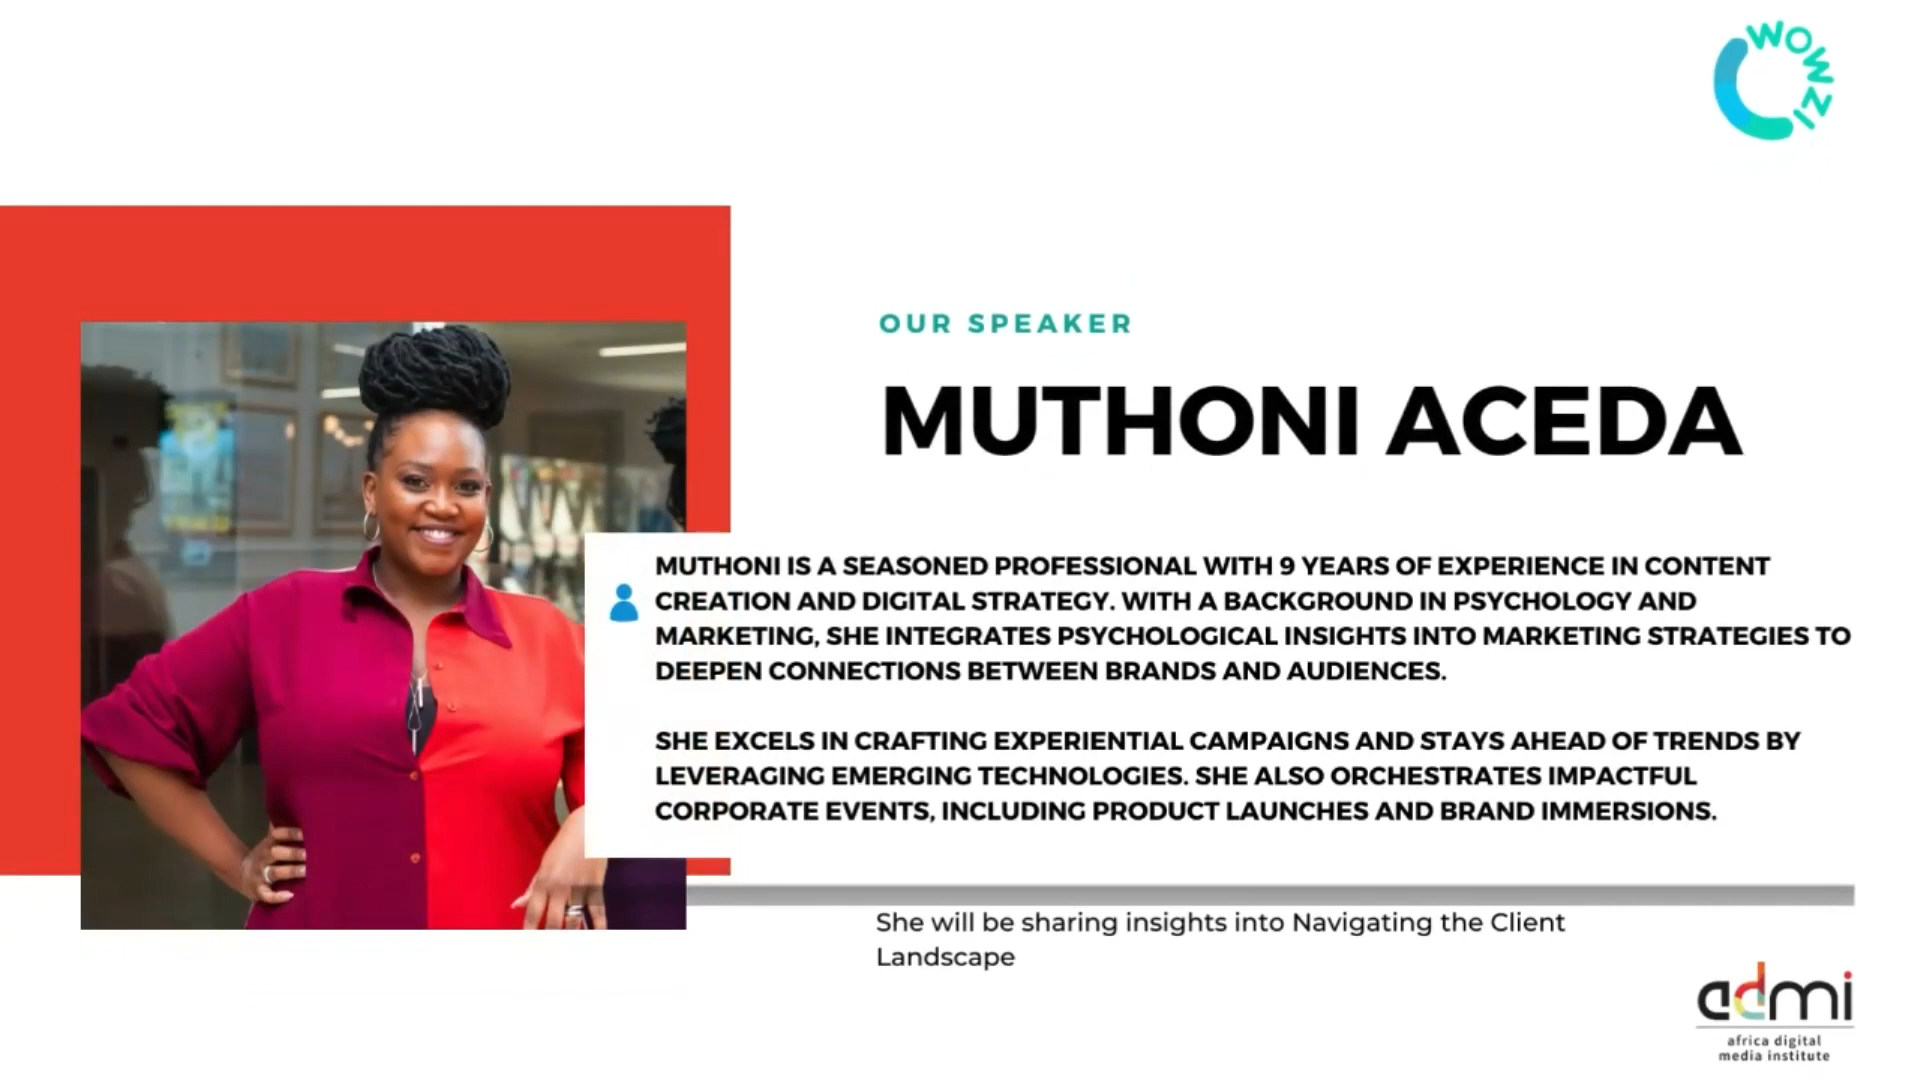 WOWZI
OUR SPEAKER
MUTHONI ACEDA
MUTHONI IS A SEASONED PROFESSIONAL WITH 9 YEARS OF EXPERIENCE IN CONTENT
CREATION AND DIGITAL STRATEGY. WITH A BACKGROUND IN PSYCHOLOGY AND
MARKETING, SHE INTEGRATES PSYCHOLOGICAL INSIGHTS INTO MARKETING STRATEGIES TO
DEEPEN CONNECTIONS BETWEEN BRANDS AND AUDIENCES.
SHE EXCELS IN CRAFTING EXPERIENTIAL CAMPAIGNS AND STAYS AHEAD OF TRENDS BY
LEVERAGING EMERGING TECHNOLOGIES. SHE ALSO ORCHESTRATES IMPACTFUL
CORPORATE EVENTS, INCLUDING PRODUCT LAUNCHES AND BRAND IMMERSIONS.
She will be sharing insights into Navigating the Client
Landscape
admi
africa digital
media institute